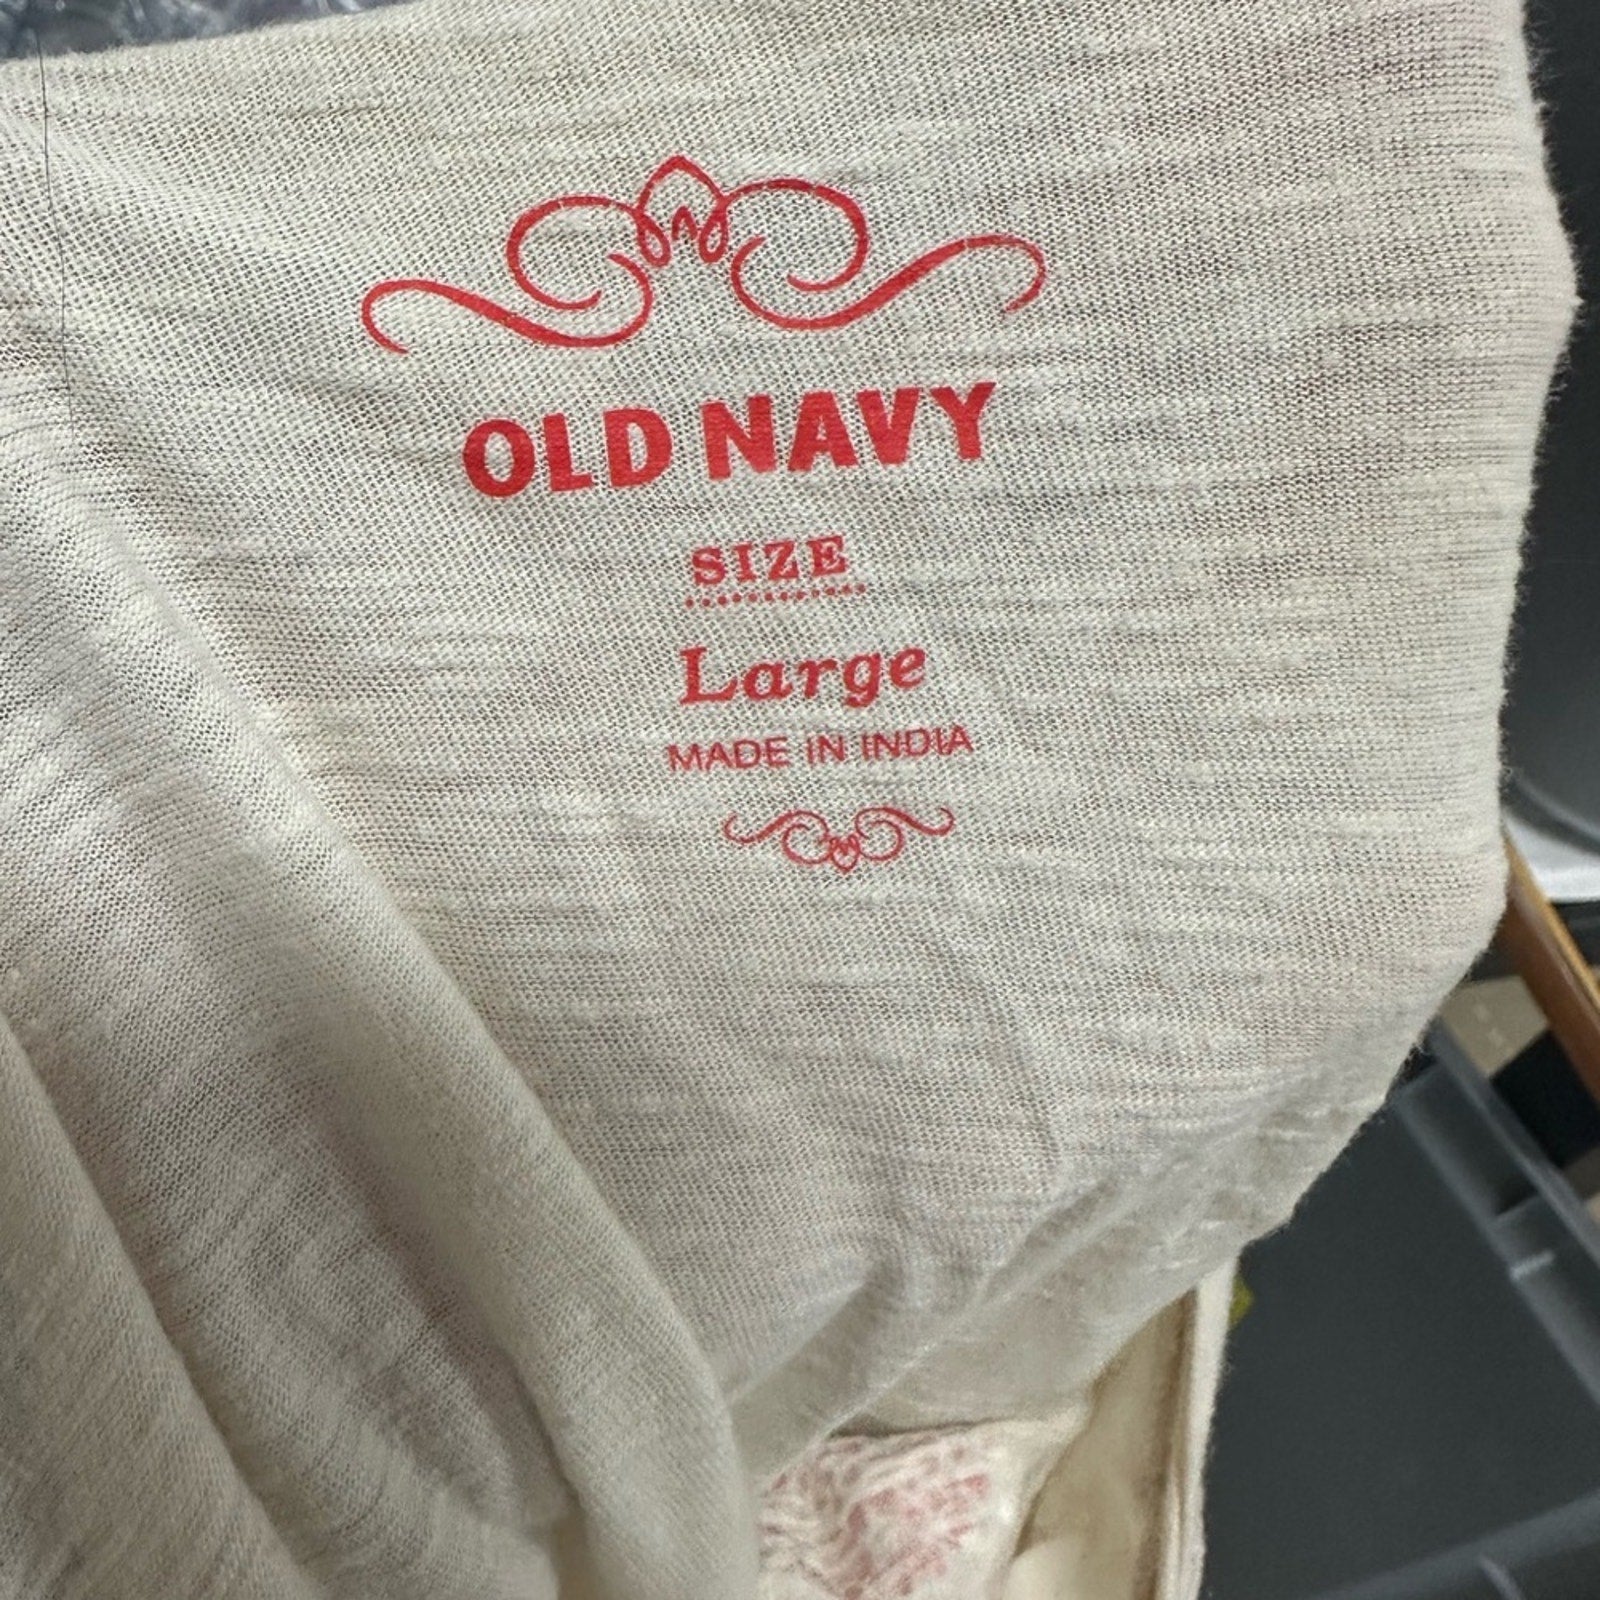 OLD NAVY
SIZE
Large
MADE IN INDIA